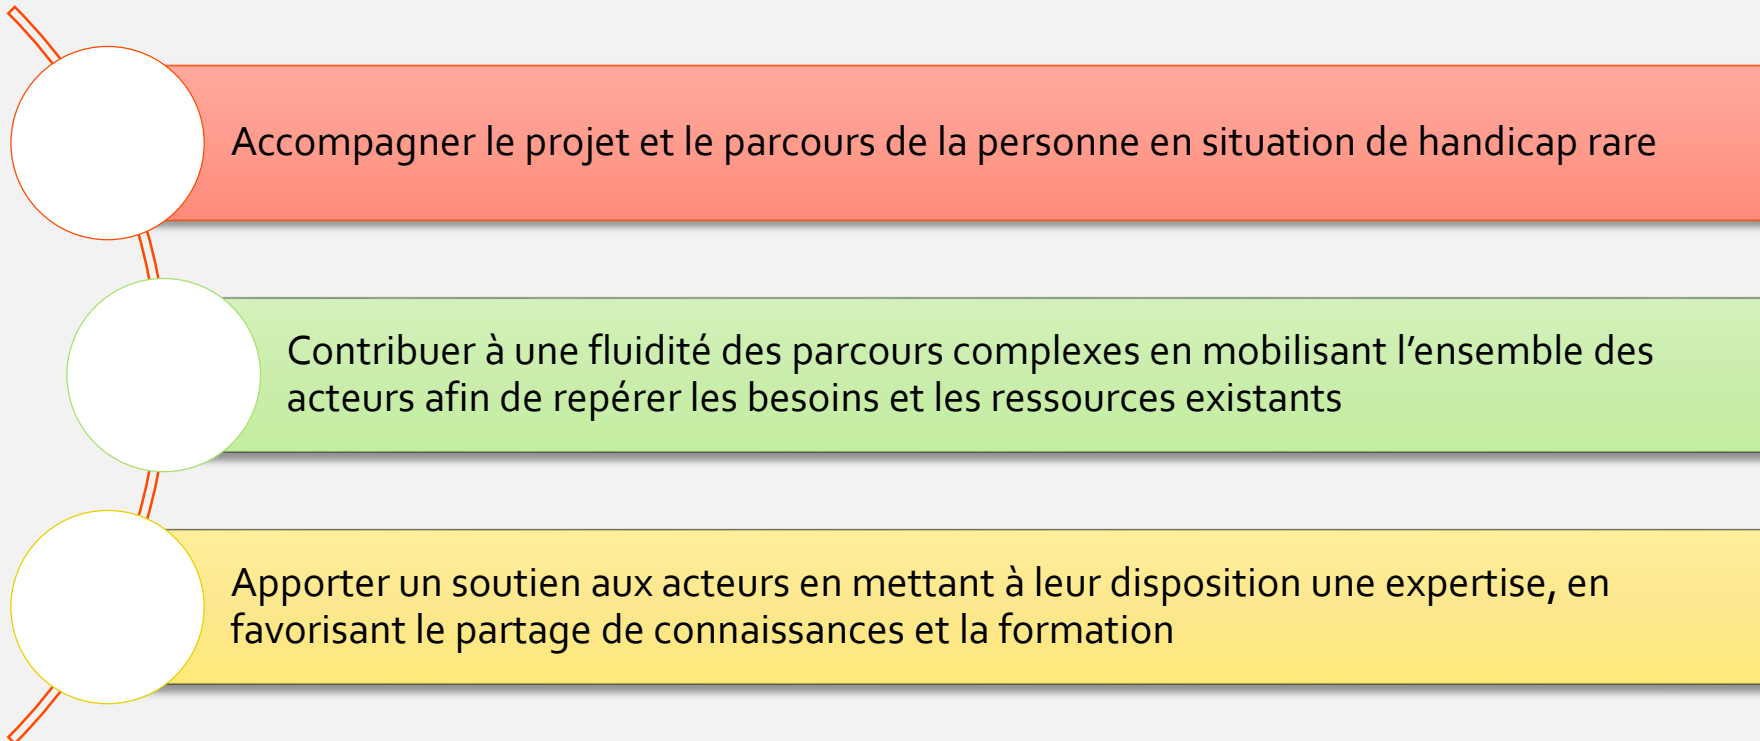 Accompagner le projet et le parcours de la personne en situation de handicap rare
Contribuer à une fluidité des parcours complexes en mobilisant l’ensemble des
acteurs afin de repérer les besoins et les ressources existants
Apporter un soutien aux acteurs en mettant à leur disposition une expertise, en
favorisant le partage de connaissances et la formation